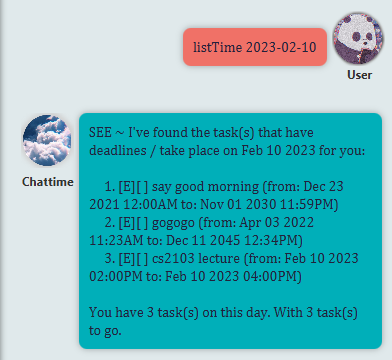 listTime 2023-02-10
User
Chattime
SEE ~ I've found the task(s) that have
deadlines / take place on Feb 10 2023 for you:
1. [E][ ] say good morning (from: Dec 23
2021 12:00AM to: Nov 01 2030 11:59PM)
2. [E][ ] gogogo (from: Apr 03 2022
11:23AM to: Dec 11 2045 12:34PM)
3. [E][ ] cs2103 lecture (from: Feb 10 2023
02:00PM to: Feb 10 2023 04:00PM)
You have 3 task(s) on this day. With 3 task(s)
to go.